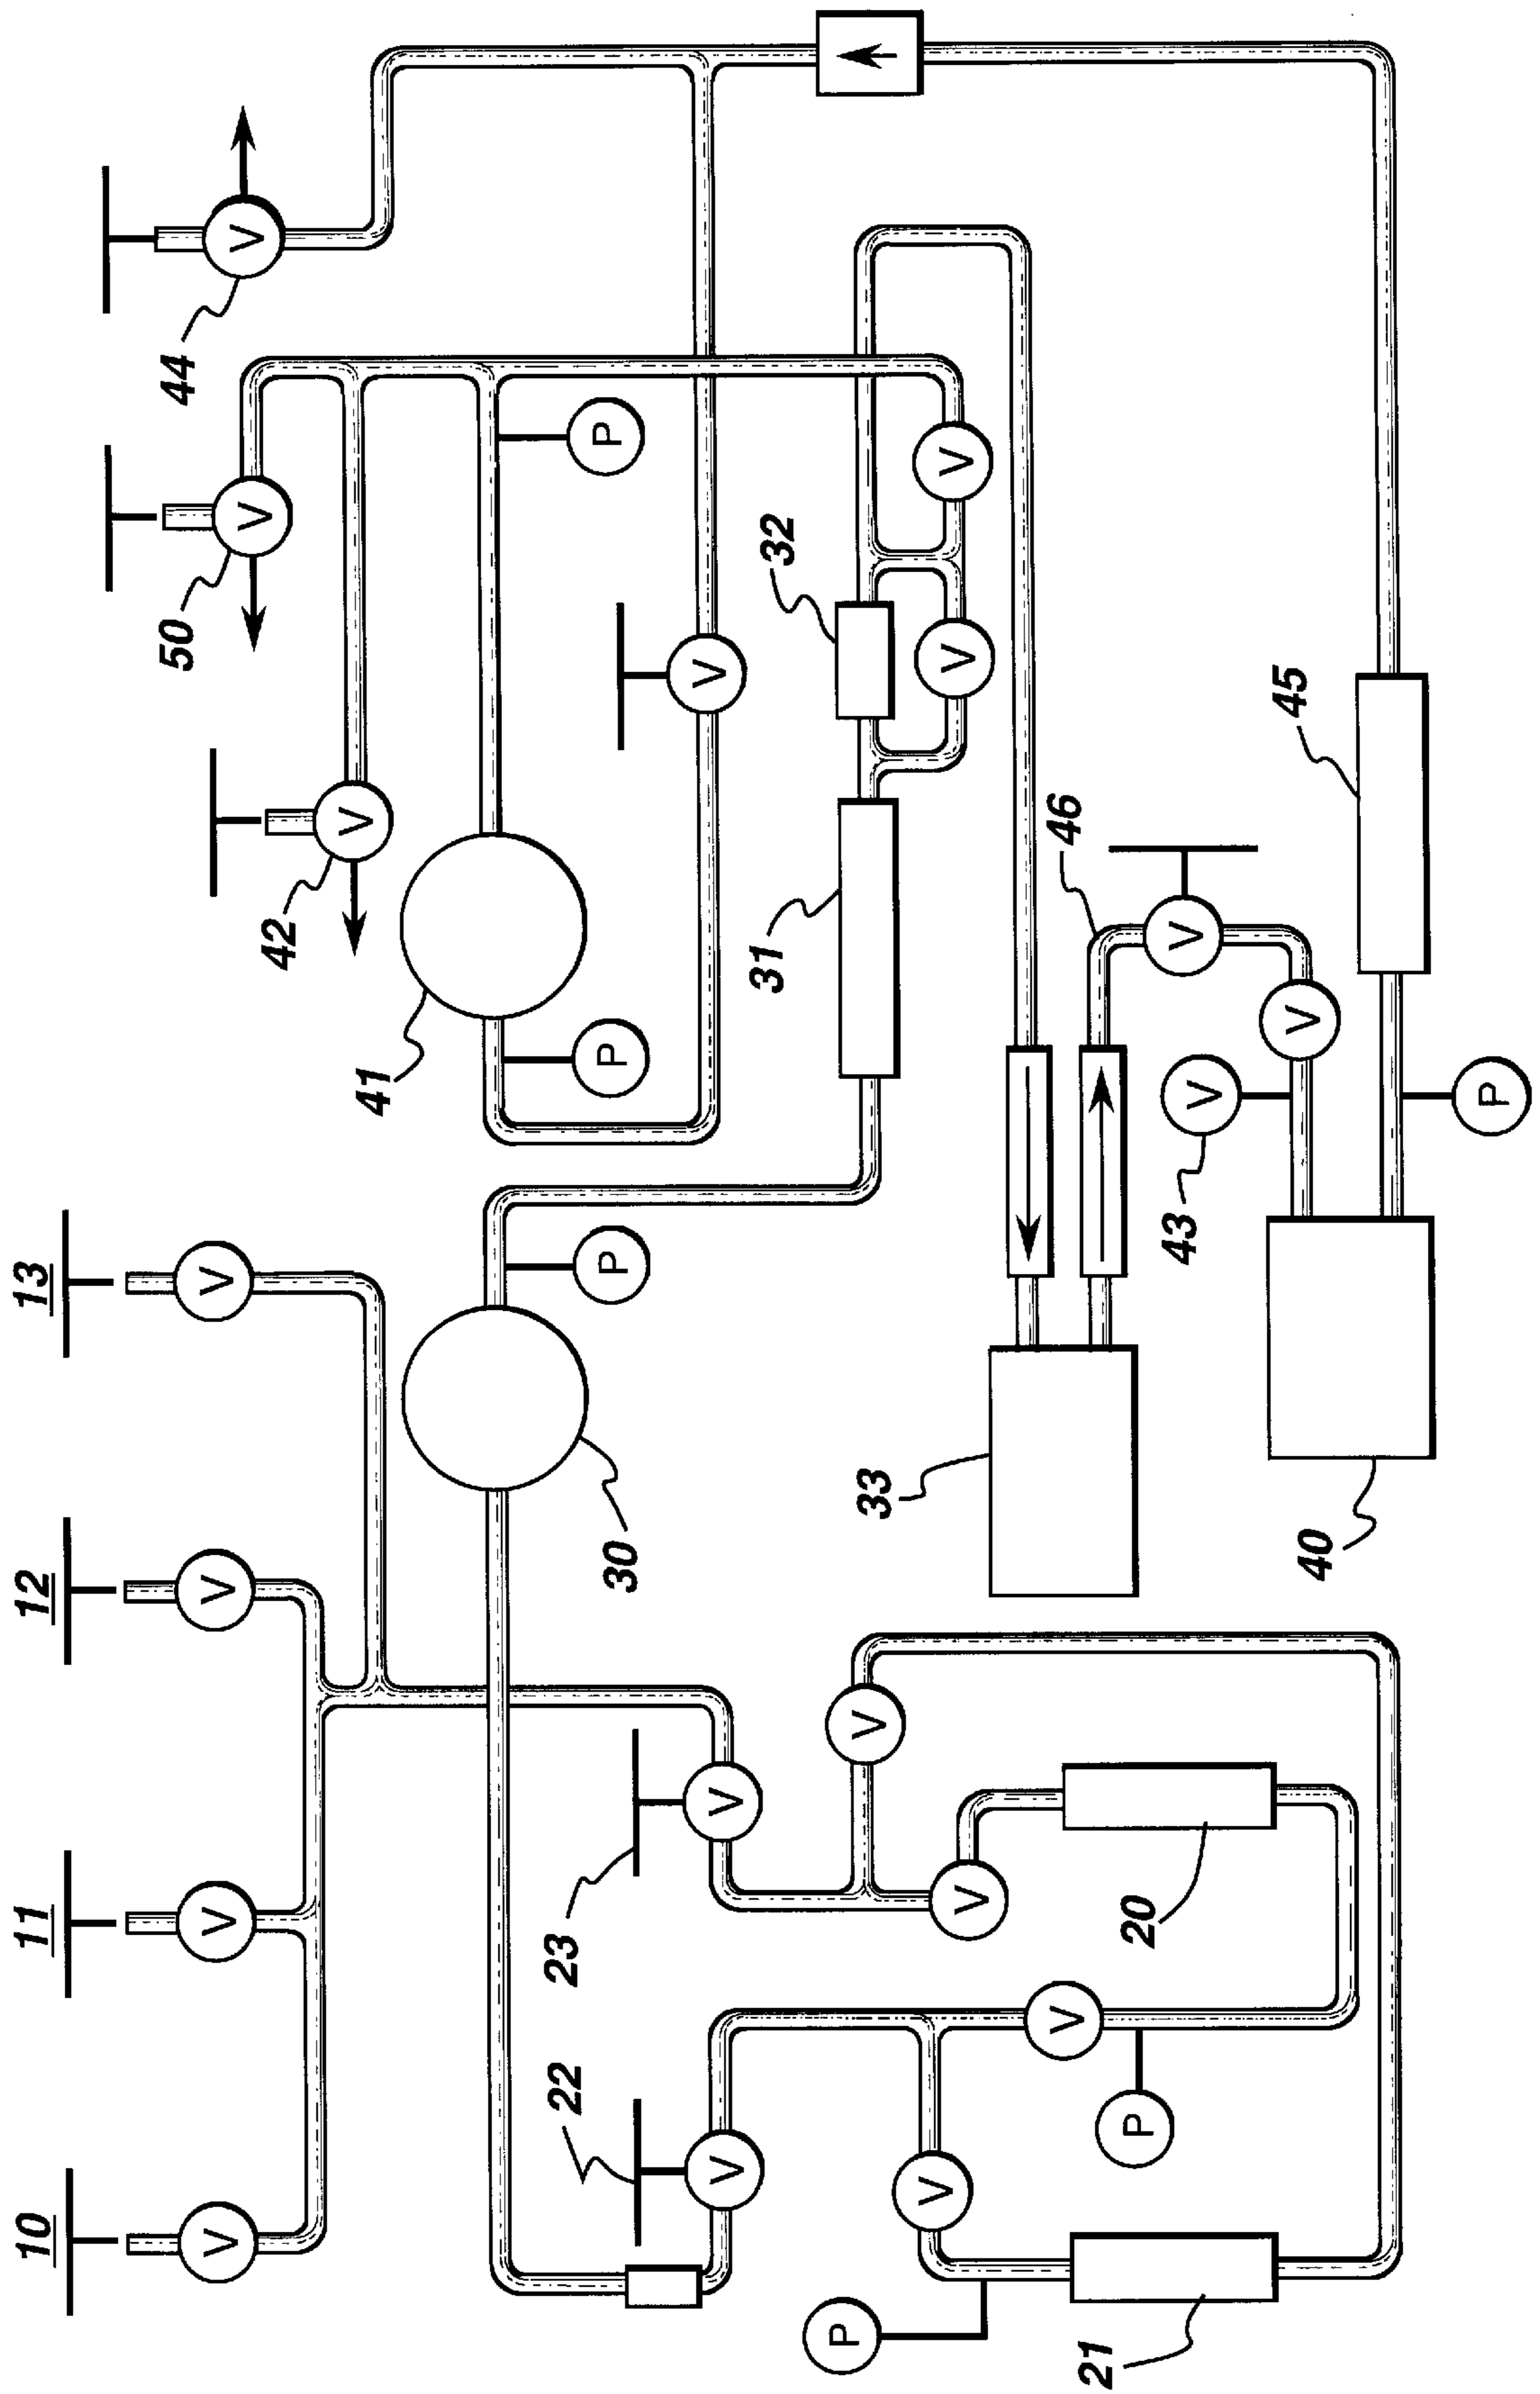 10 11 12 13
50 44
V V V V V V
42
V
41
22 23
30 P P P
V V V
31 32
P V
33
V V V V
V 46
21 P 20
43 V V
40 V 45
P